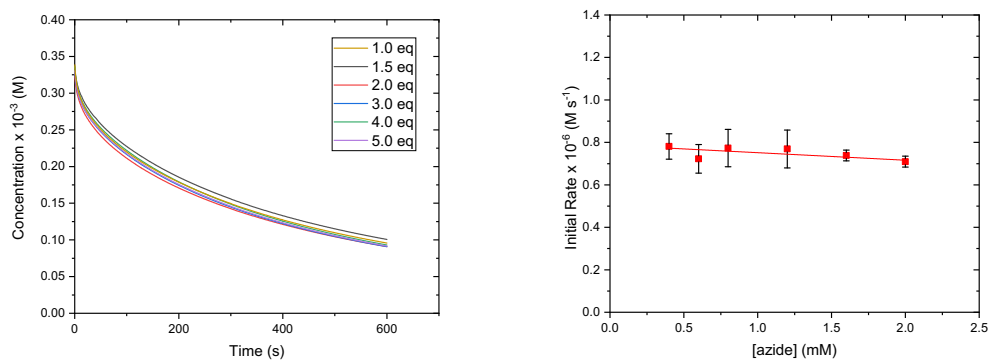 0.40
0.35
0.30
0.25
0.20
0.15
0.10
0.05
0.00
0
200
400
600
Concentration x 10⁻³ (M)
Time (s)
1.0 eq
1.5 eq
2.0 eq
3.0 eq
4.0 eq
5.0 eq
1.4
1.2
1.0
0.8
0.6
0.4
0.2
0.0
0.0
0.5
1.0
1.5
2.0
2.5
Initial Rate x 10⁻⁶ (M s⁻¹)
[azide] (mM)